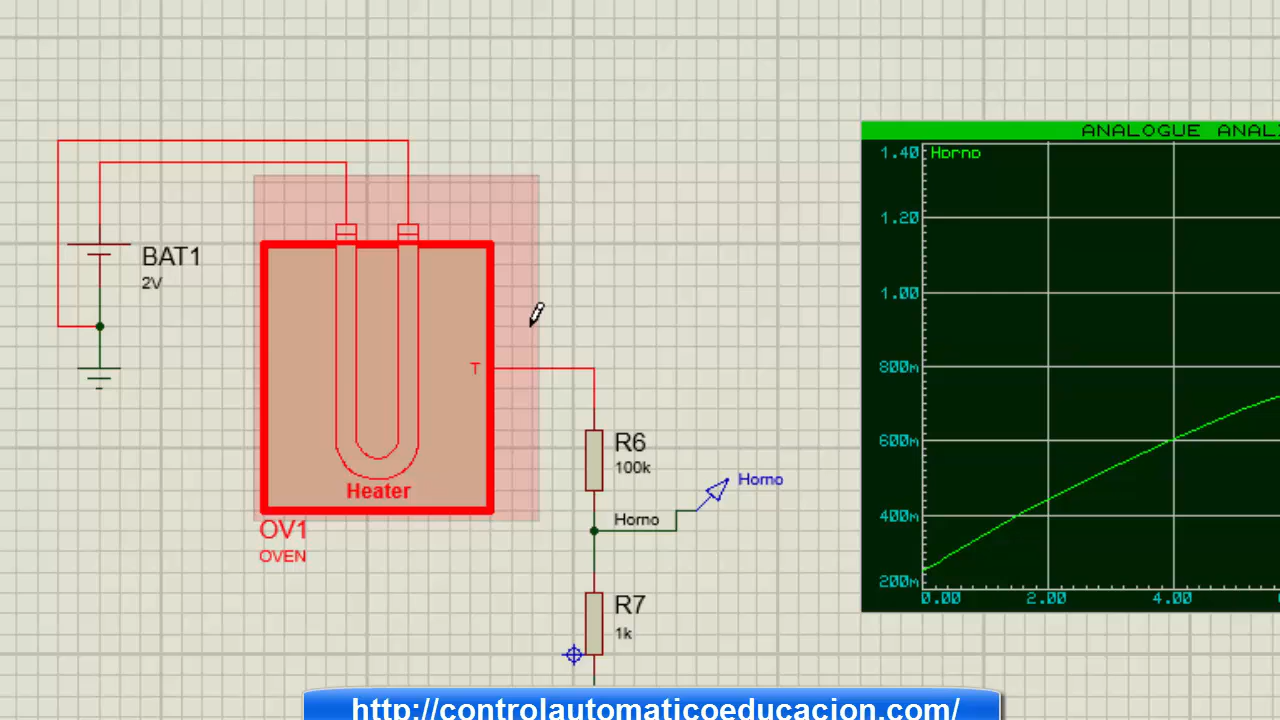 ANALOGUE ANAL
1.40
Horno
1.20
1.00
800m
600m
400m
200m
0.00
2.00
4.00
BAT1
2V
T
Heater
OV1
OVEN
R6
100k
Horno
Horno
R7
1k
http://controlautomaticoeducacion.com/